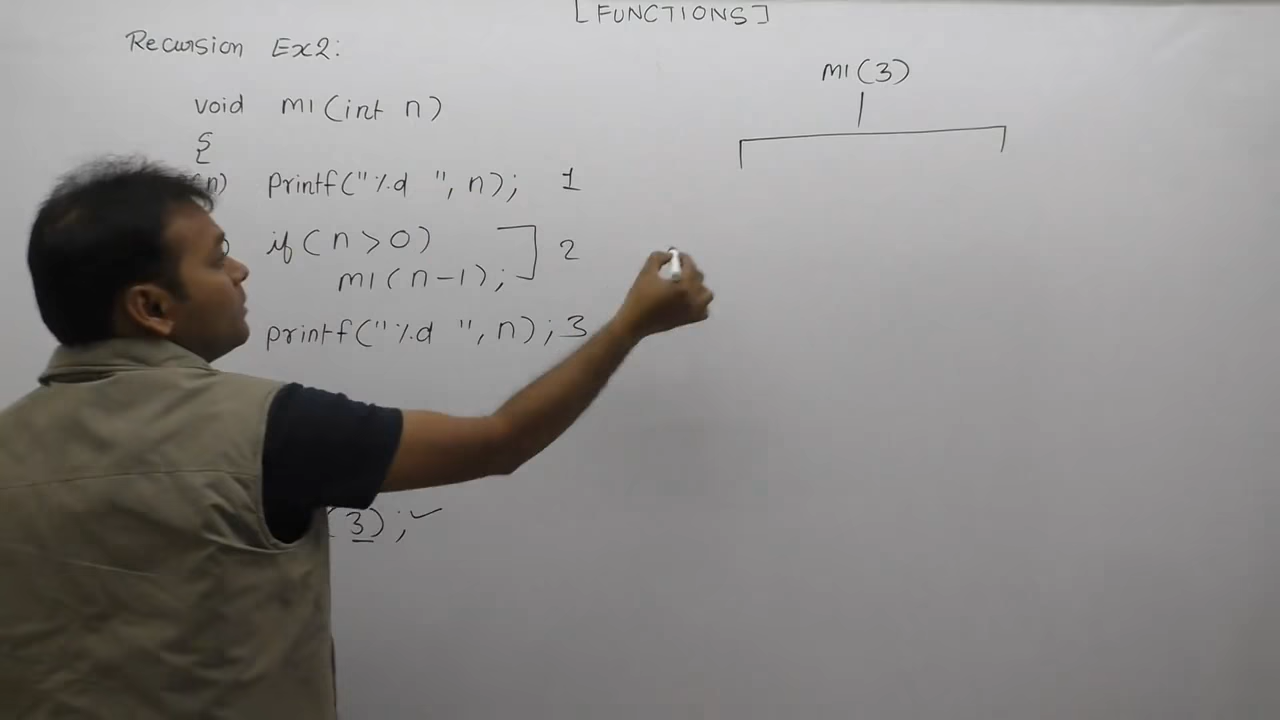 [FUNCTIONS]
Recursion Ex2:
void m1(int n)
{
n) printf("%d ", n); 1
if(n>0)
m1(n-1); ] 2
printf("%d ", n); 3
(3);✓
m1(3)